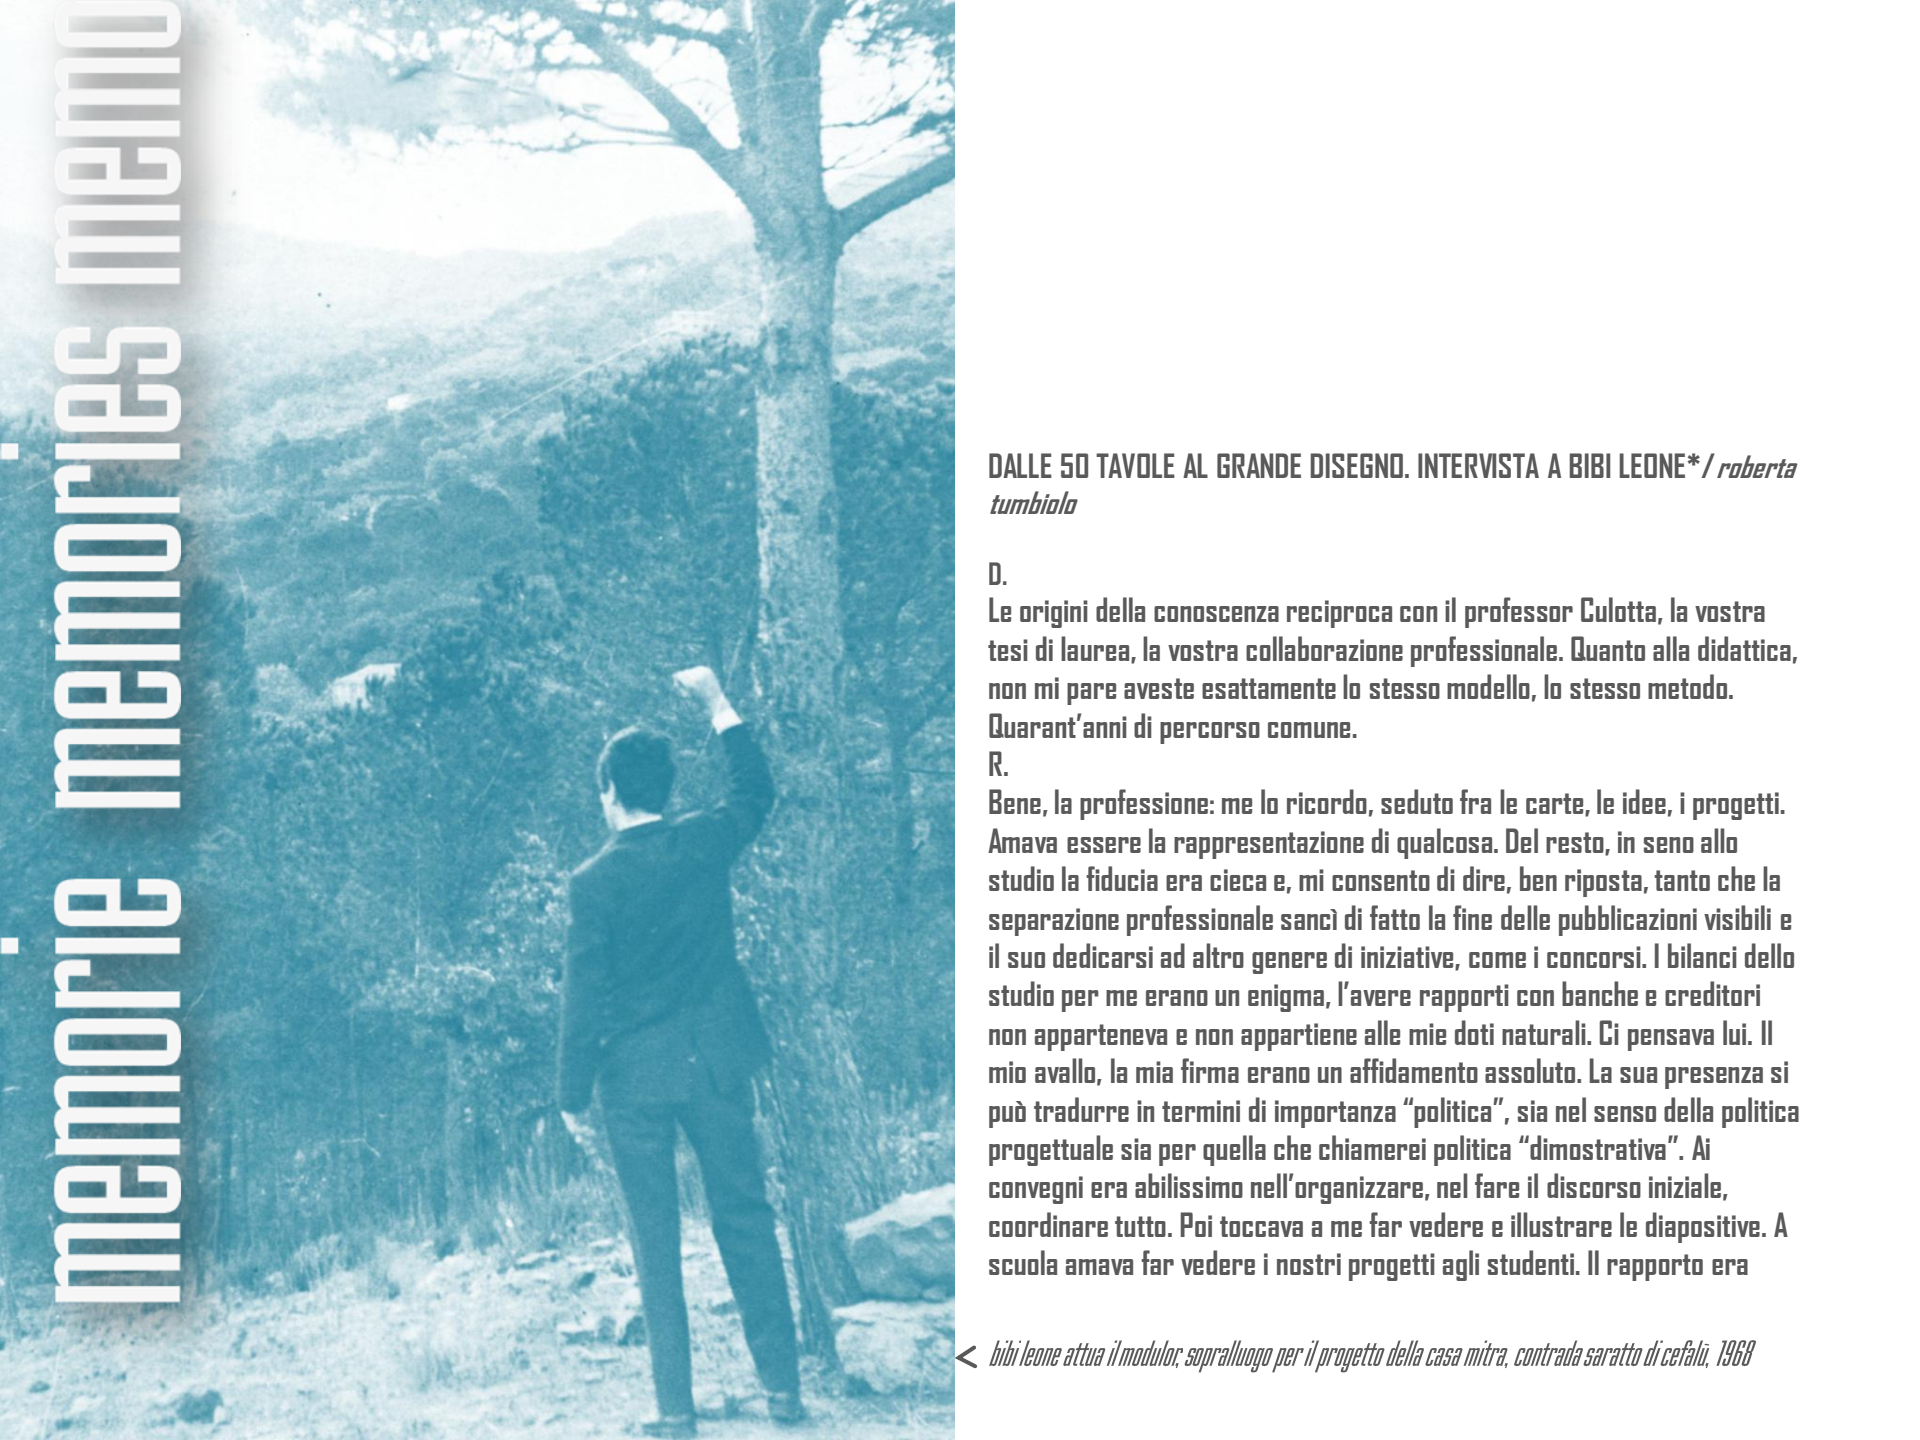 memorie memories memo
DALLE 50 TAVOLE AL GRANDE DISEGNO. INTERVISTA A BIBI LEONE*/ roberta
tumbiolo
D.
Le origini della conoscenza reciproca con il professor Culotta, la vostra
tesi di laurea, la vostra collaborazione professionale. Quanto alla didattica,
non mi pare aveste esattamente lo stesso modello, lo stesso metodo.
Quarant’anni di percorso comune.
R.
Bene, la professione: me lo ricordo, seduto fra le carte, le idee, i progetti.
Amava essere la rappresentazione di qualcosa. Del resto, in seno allo
studio la fiducia era cieca e, mi consento di dire, ben riposta, tanto che la
separazione professionale sancì di fatto la fine delle pubblicazioni visibili e
il suo dedicarsi ad altro genere di iniziative, come i concorsi. I bilanci dello
studio per me erano un enigma, l’avere rapporti con banche e creditori
non apparteneva e non appartiene alle mie doti naturali. Ci pensava lui. Il
mio avallo, la mia firma erano un affidamento assoluto. La sua presenza si
può tradurre in termini di importanza “politica”, sia nel senso della politica
progettuale sia per quella che chiamerei politica “dimostrativa”. Ai
convegni era abilissimo nell’organizzare, nel fare il discorso iniziale,
coordinare tutto. Poi toccava a me far vedere e illustrare le diapositive. A
scuola amava far vedere i nostri progetti agli studenti. Il rapporto era
< bibi leone attua il modulor, sopralluogo per il progetto della casa mitra, contrada saratto di cefalù, 1968